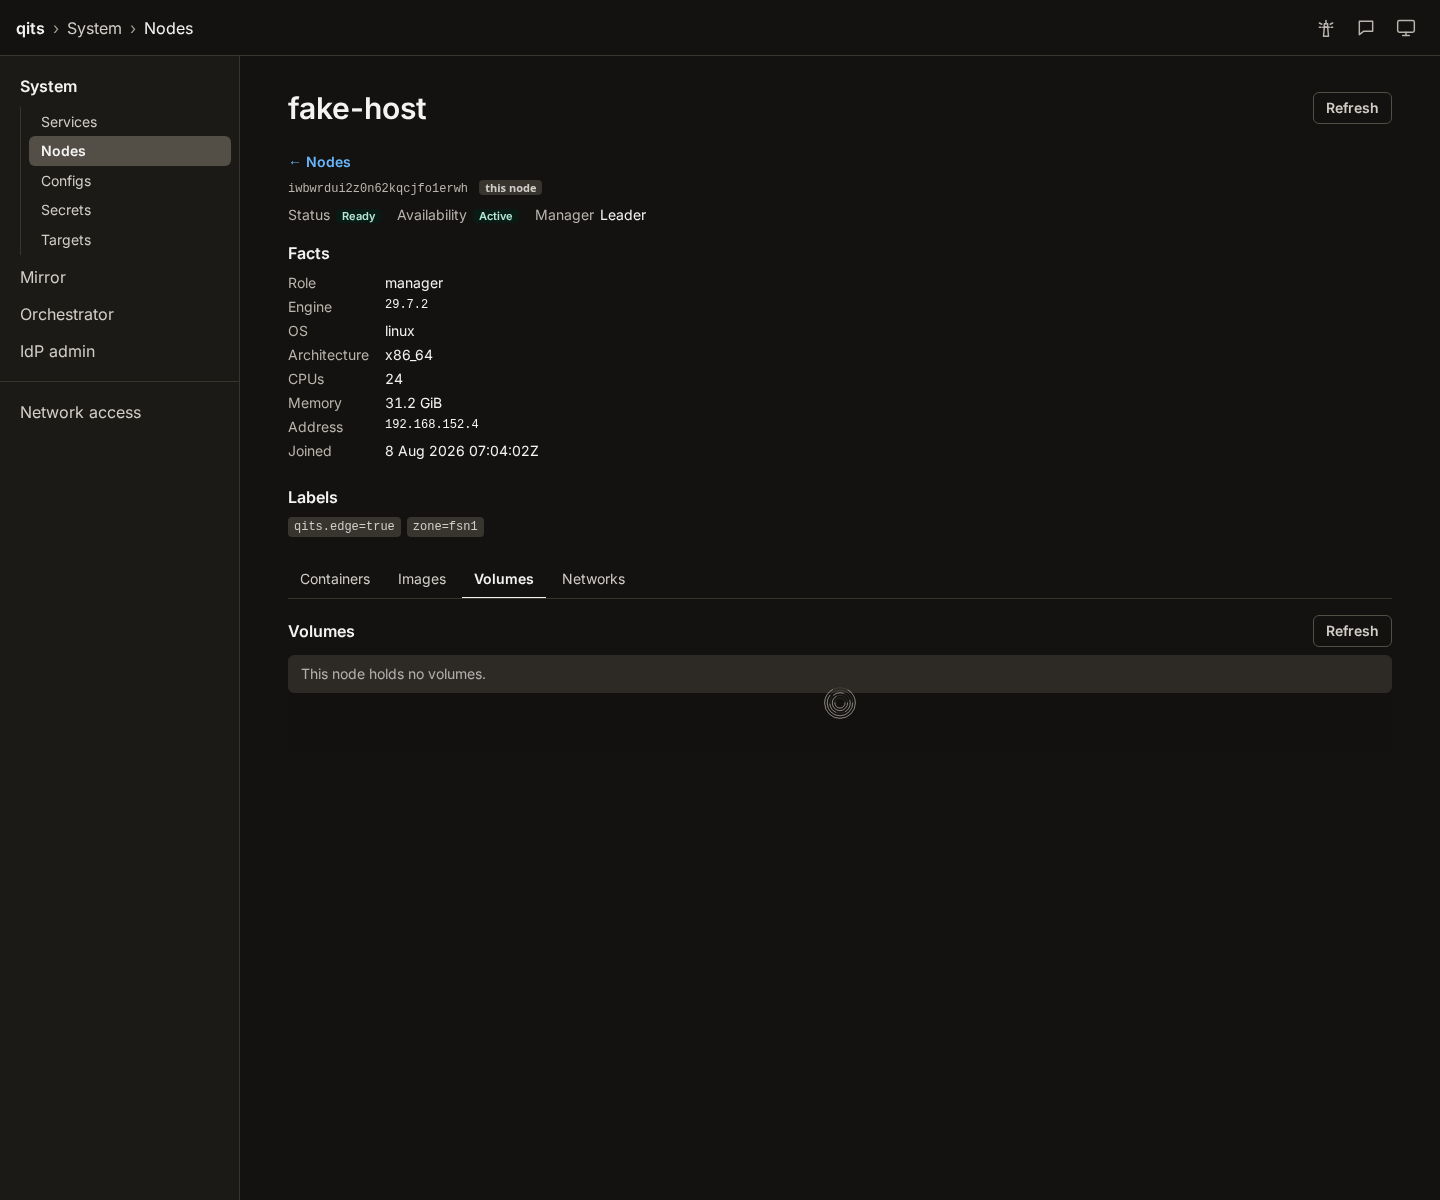 qits › System › Nodes
System
Services
Nodes
Configs
Secrets
Targets
Mirror
Orchestrator
IdP admin
Network access
fake-host
Refresh
← Nodes
iwbwrdui2z0n62kqcjfo1erwh this node
Status Ready Availability Active Manager Leader
Facts
Role manager
Engine 29.7.2
OS linux
Architecture x86_64
CPUs 24
Memory 31.2 GiB
Address 192.168.152.4
Joined 8 Aug 2026 07:04:02Z
Labels
qits.edge=true zone=fsn1
Containers Images Volumes Networks
Volumes
Refresh
This node holds no volumes.